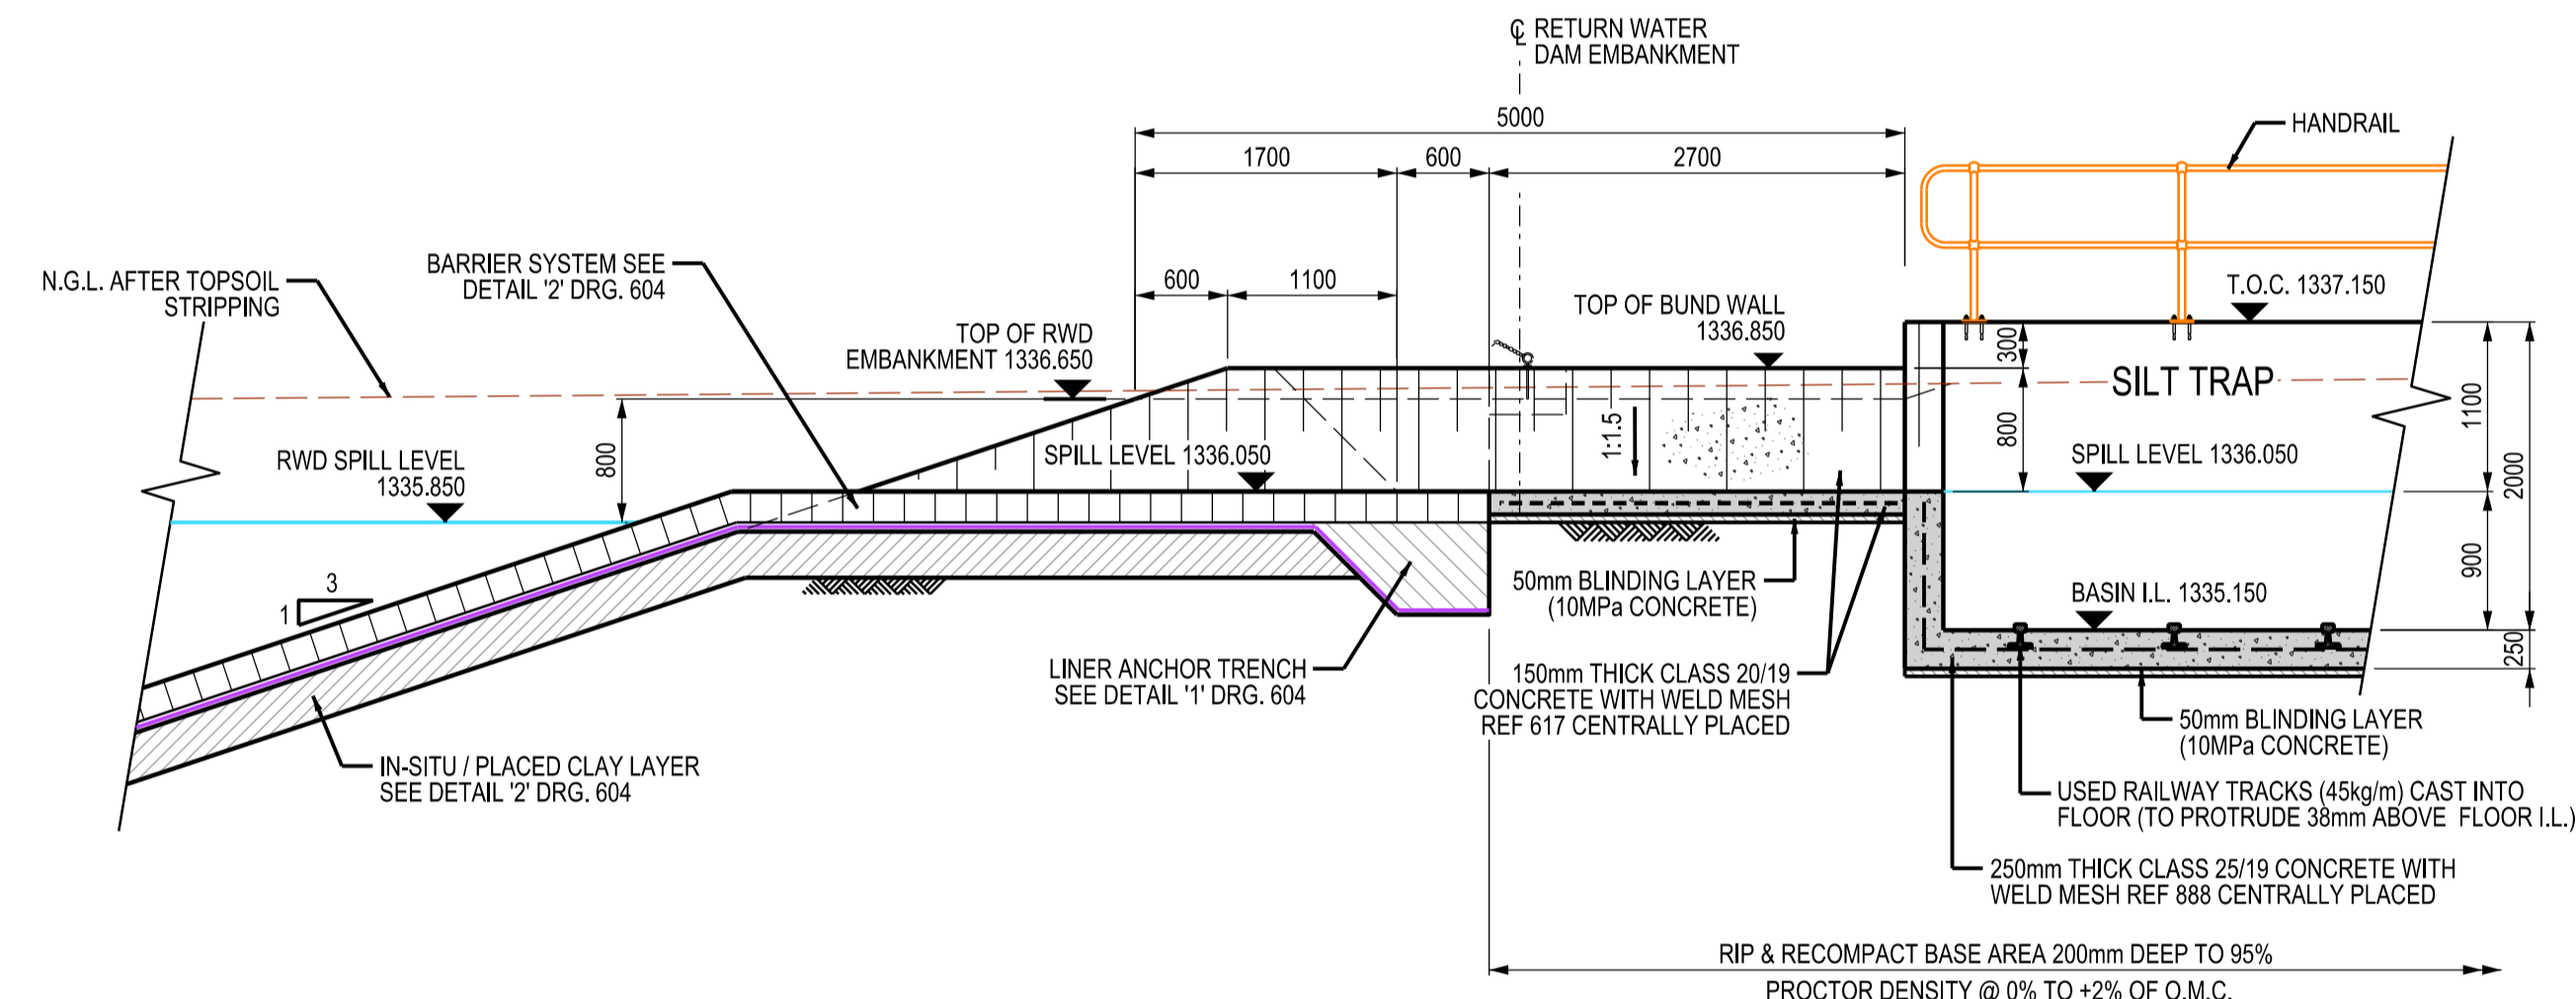 ℄ RETURN WATER
DAM EMBANKMENT
5000
1700
600
2700
HANDRAIL
N.G.L. AFTER TOPSOIL
STRIPPING
BARRIER SYSTEM SEE
DETAIL '2' DRG. 604
600
1100
TOP OF RWD
EMBANKMENT 1336.650
TOP OF BUND WALL
1336.850
T.O.C. 1337.150
300
SILT TRAP
1100
800
RWD SPILL LEVEL
1335.850
800
SPILL LEVEL 1336.050
1:1.5
SPILL LEVEL 1336.050
2000
900
3
1
50mm BLINDING LAYER
(10MPa CONCRETE)
BASIN I.L. 1335.150
250
LINER ANCHOR TRENCH
SEE DETAIL '1' DRG. 604
150mm THICK CLASS 20/19
CONCRETE WITH WELD MESH
REF 617 CENTRALLY PLACED
50mm BLINDING LAYER
(10MPa CONCRETE)
IN-SITU / PLACED CLAY LAYER
SEE DETAIL '2' DRG. 604
USED RAILWAY TRACKS (45kg/m) CAST INTO
FLOOR (TO PROTRUDE 38mm ABOVE FLOOR I.L.)
250mm THICK CLASS 25/19 CONCRETE WITH
WELD MESH REF 888 CENTRALLY PLACED
RIP & RECOMPACT BASE AREA 200mm DEEP TO 95%
PROCTOR DENSITY @ 0% TO +2% OF O.M.C.